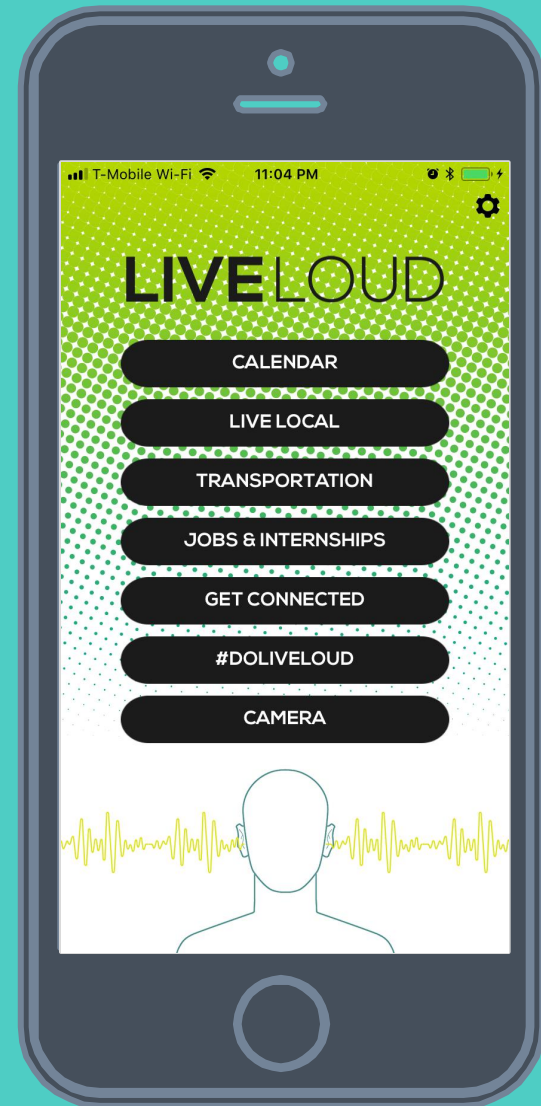 T-Mobile Wi-Fi 11:04 PM
LIVELOUD
CALENDAR
LIVE LOCAL
TRANSPORTATION
JOBS & INTERNSHIPS
GET CONNECTED
#DOLIVELOUD
CAMERA